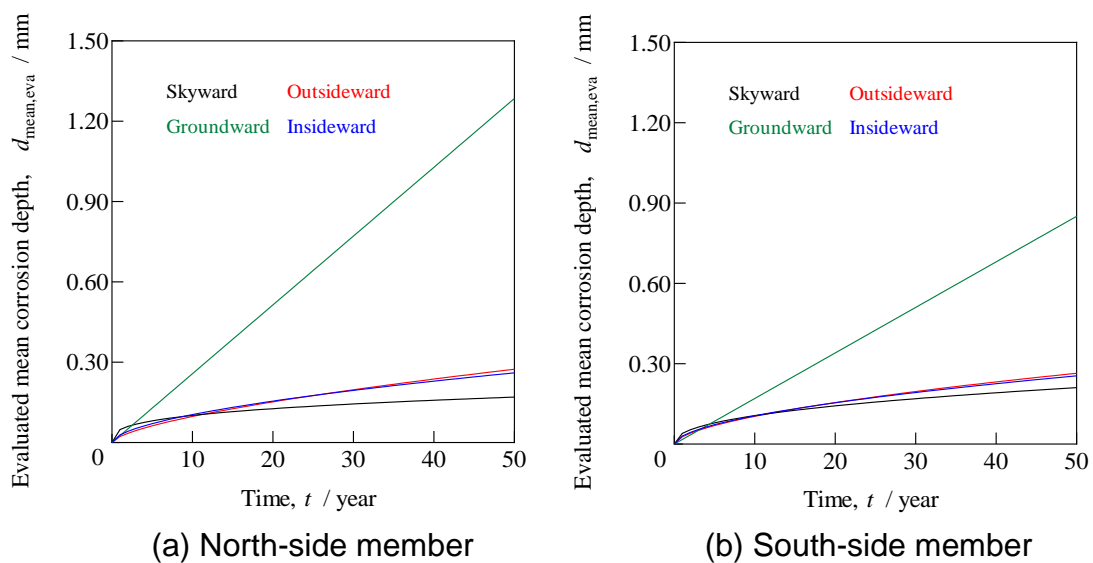 Evaluated mean corrosion depth, d_mean,eva / mm
1.50
1.20
0.90
0.60
0.30
0
10
20
30
40
50
Skyward
Outsideward
Groundward
Insideward
Time, t / year
(a) North-side member
Evaluated mean corrosion depth, d_mean,eva / mm
1.50
1.20
0.90
0.60
0.30
0
10
20
30
40
50
Skyward
Outsideward
Groundward
Insideward
Time, t / year
(b) South-side member